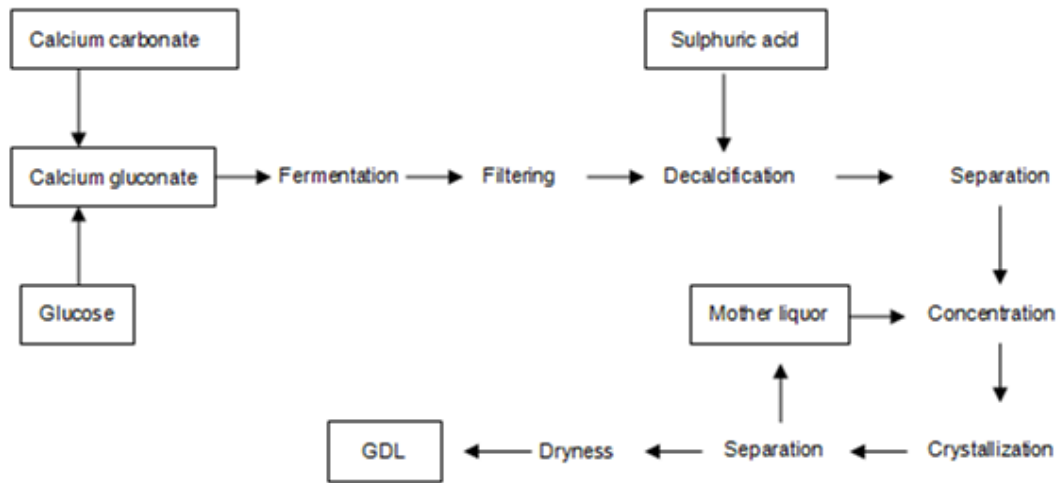 Calcium carbonate
Sulphuric acid
Calcium gluconate
Fermentation
Filtering
Decalcification
Separation
Glucose
Mother liquor
Concentration
GDL
Dryness
Separation
Crystallization